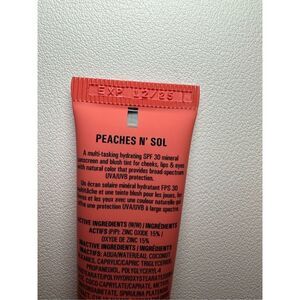 EXP 12/25
PEACHES N' SOL
A multi-tasking hydrating SPF 30 mineral
sunscreen and blush tint for cheeks, lips & eyes
with natural color that provides broad-spectrum
UVA/UVB protection.
Un écran solaire minéral hydratant FPS 30
multitâche et teinte blush pour les joues, les
et les yeux avec une couleur naturelle qui
une protection UVA/UVB à large spectre.
ACTIVE INGREDIENTS (W/W) / INGRÉDIENTS
ACTIFS (P/P): ZINC OXIDE 15% /
OXYDE DE ZINC 15%
INACTIVE INGREDIENTS / INGRÉDIENTS
INACTIFS: AQUA/WATER/EAU, COCONUT
ALKANES, CAPRYLIC/CAPRIC TRIGLYCERIDE,
PROPANEDIOL, POLYGLYCERYL-4
SPIRULINA PLATENSIS